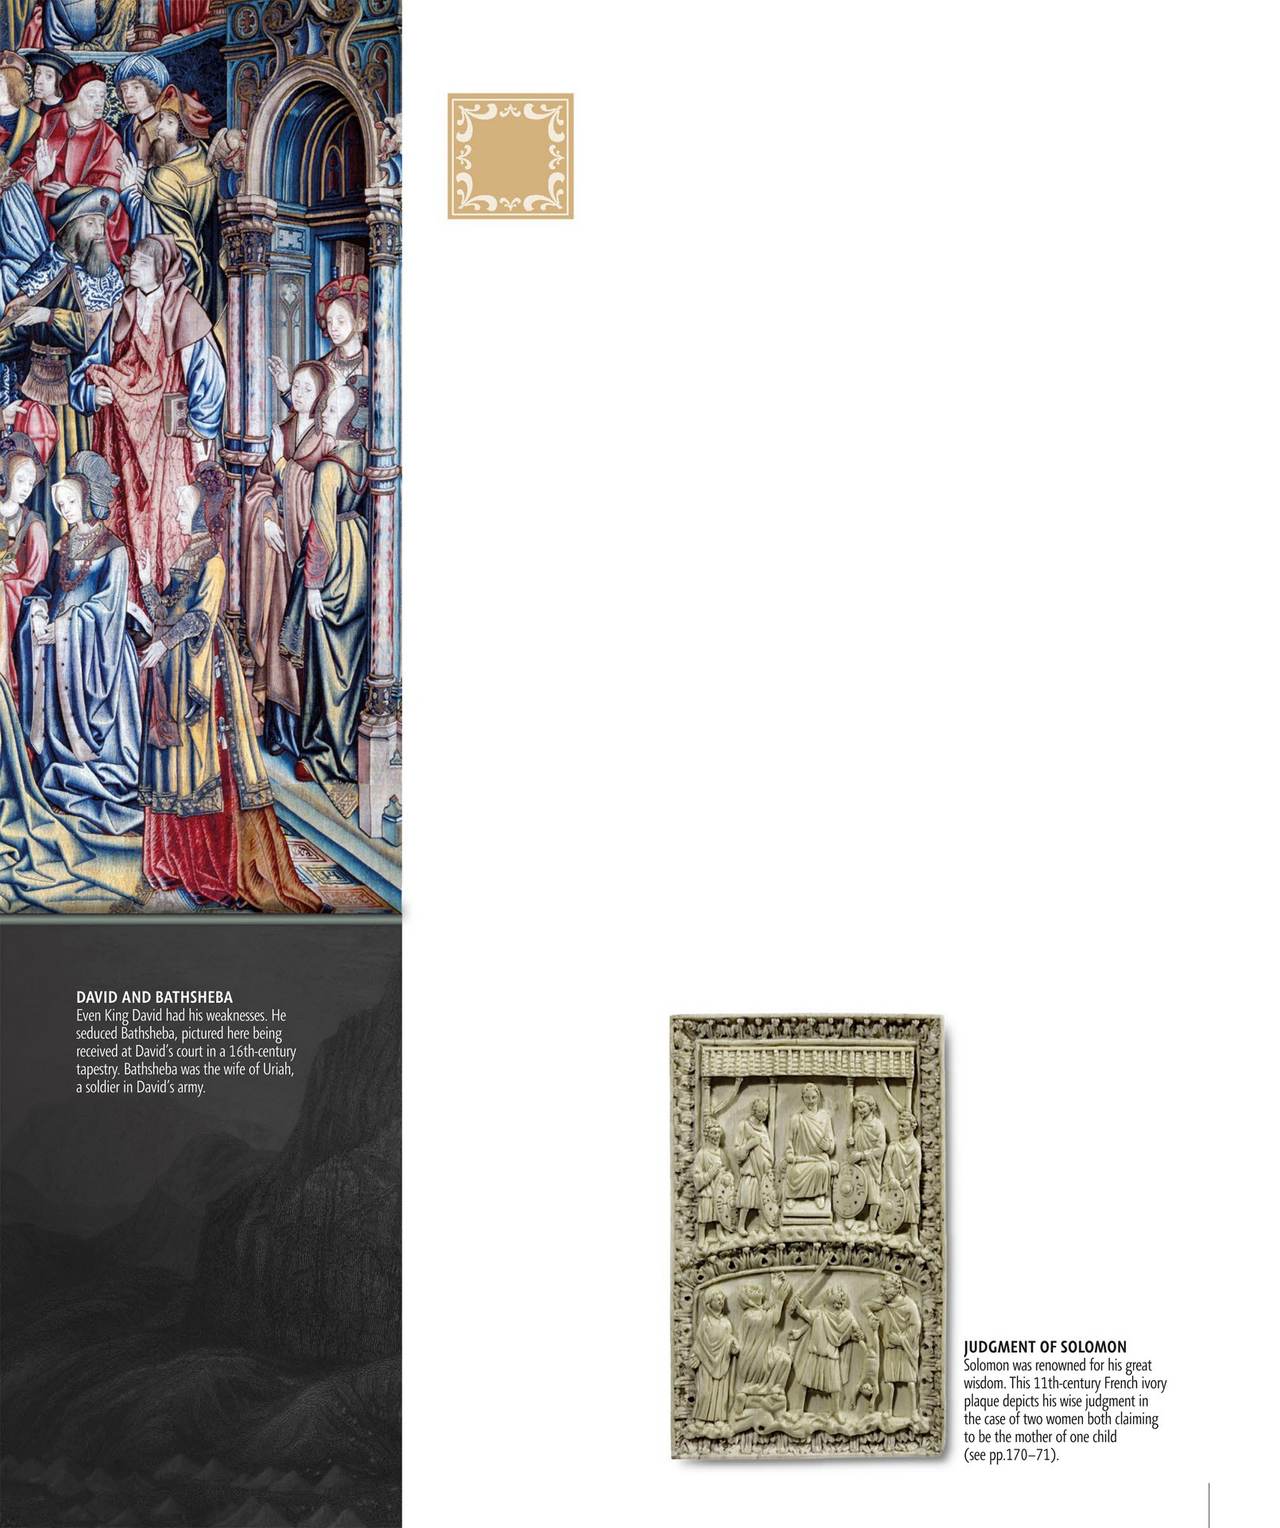 DAVID AND BATHSHEBA
Even King David had his weaknesses. He
seduced Bathsheba, pictured here being
received at David's court in a 16th-century
tapestry. Bathsheba was the wife of Uriah,
a soldier in David's army.
JUDGMENT OF SOLOMON
Solomon was renowned for his great
wisdom. This 11th-century French ivory
plaque depicts his wise judgment in
the case of two women both claiming
to be the mother of one child
(see pp.170–71).